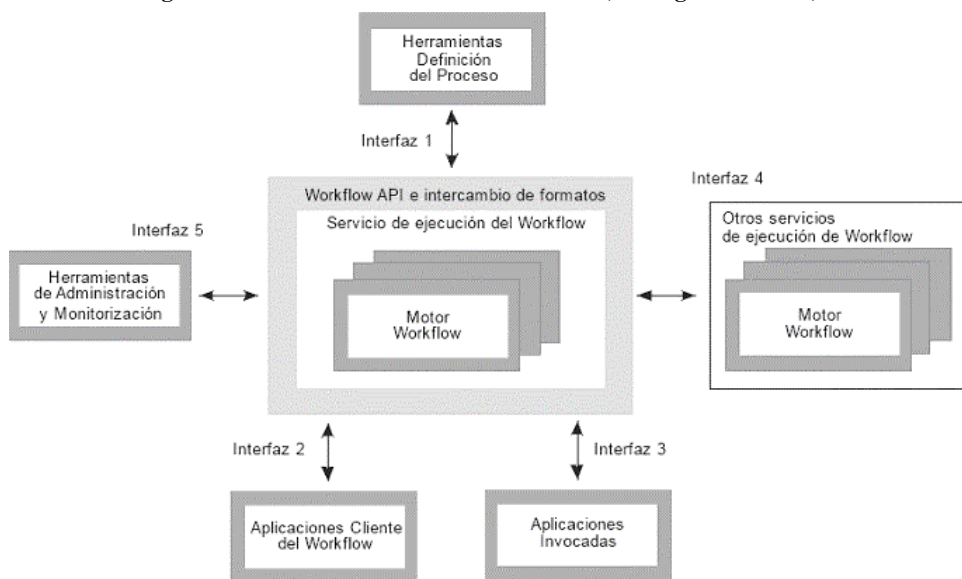 Herramientas
Definición
del Proceso
Interfaz 1
Workflow API e intercambio de formatos
Servicio de ejecución del Workflow
Motor
Workflow
Interfaz 4
Otros servicios
de ejecución de Workflow
Motor
Workflow
Interfaz 5
Herramientas
de Administración
y Monitorización
Interfaz 2
Interfaz 3
Aplicaciones Cliente
del Workflow
Aplicaciones
Invocadas